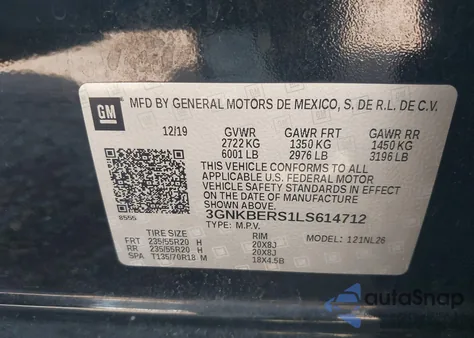 GM
MFD BY GENERAL MOTORS DE MEXICO, S. DE R.L. DE C.V.
12/19 GVWR GAWR FRT GAWR RR
2722 KG 1350 KG 1450 KG
6001 LB 2976 LB 3196 LB
THIS VEHICLE CONFORMS TO ALL
APPLICABLE U.S. FEDERAL MOTOR
VEHICLE SAFETY STANDARDS IN EFFECT ON THE
DATE OF MANUFACTURE SHOWN ABOVE.
8555 3GNKBERS1LS614712
TYPE: M.P.V.
TIRE SIZE RIM MODEL: 121NL26
FRT 235/55R20 H 20X8J
RR 235/55R20 H 20X8J
SPA T135/70R18 M 18X4.5B
autoSnap